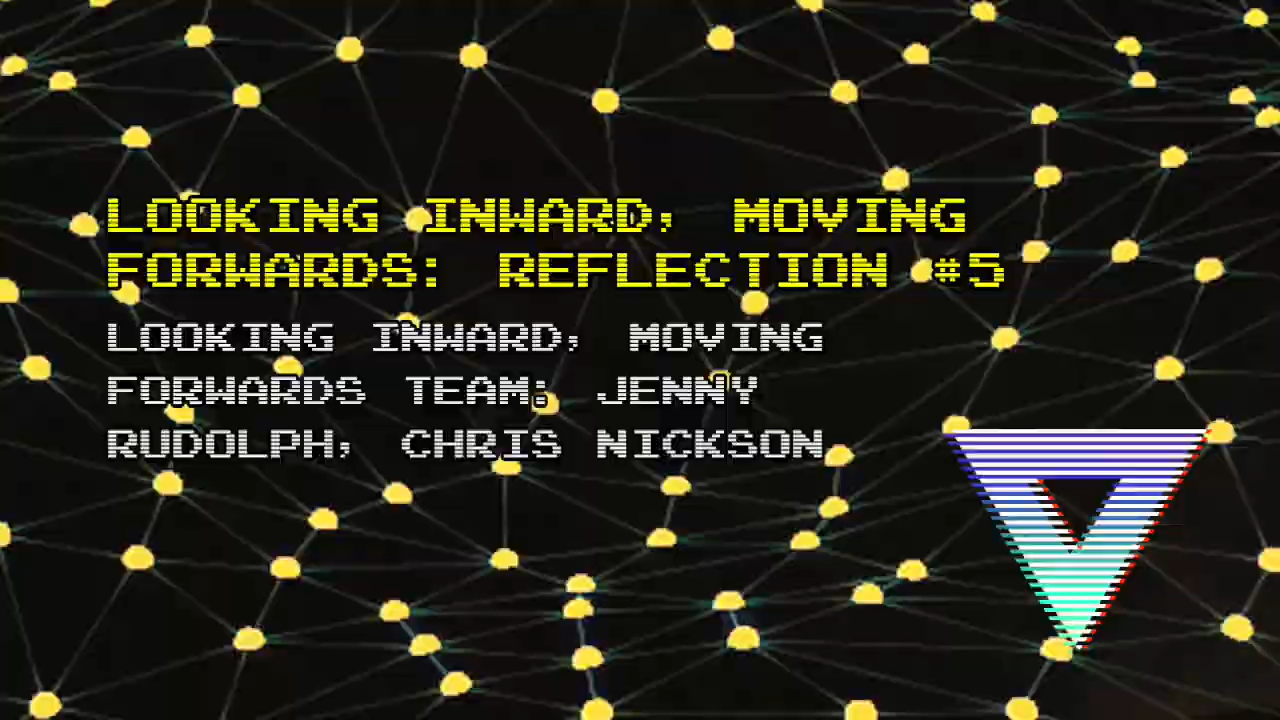 LOOKING INWARD, MOVING
FORWARDS: REFLECTION #5
LOOKING INWARD, MOVING
FORWARDS TEAM: JENNY
RUDOLPH, CHRIS NICKSON